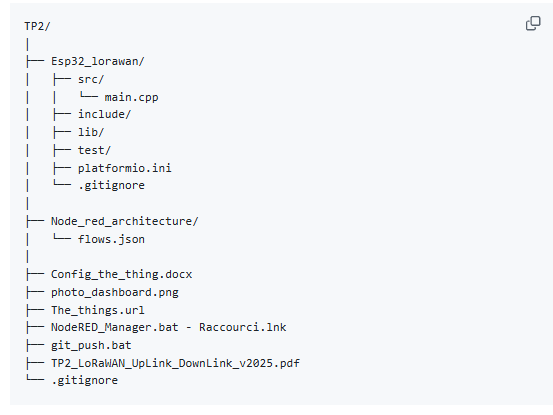 TP2/
│
├── Esp32_lorawan/
│   ├── src/
│   │   └── main.cpp
│   ├── include/
│   ├── lib/
│   ├── test/
│   ├── platformio.ini
│   └── .gitignore
│
├── Node_red_architecture/
│   └── flows.json
│
├── Config_the_thing.docx
├── photo_dashboard.png
├── The_things.url
├── NodeRED_Manager.bat - Raccourci.lnk
├── git_push.bat
├── TP2_LoRaWAN_UpLink_DownLink_v2025.pdf
└── .gitignore